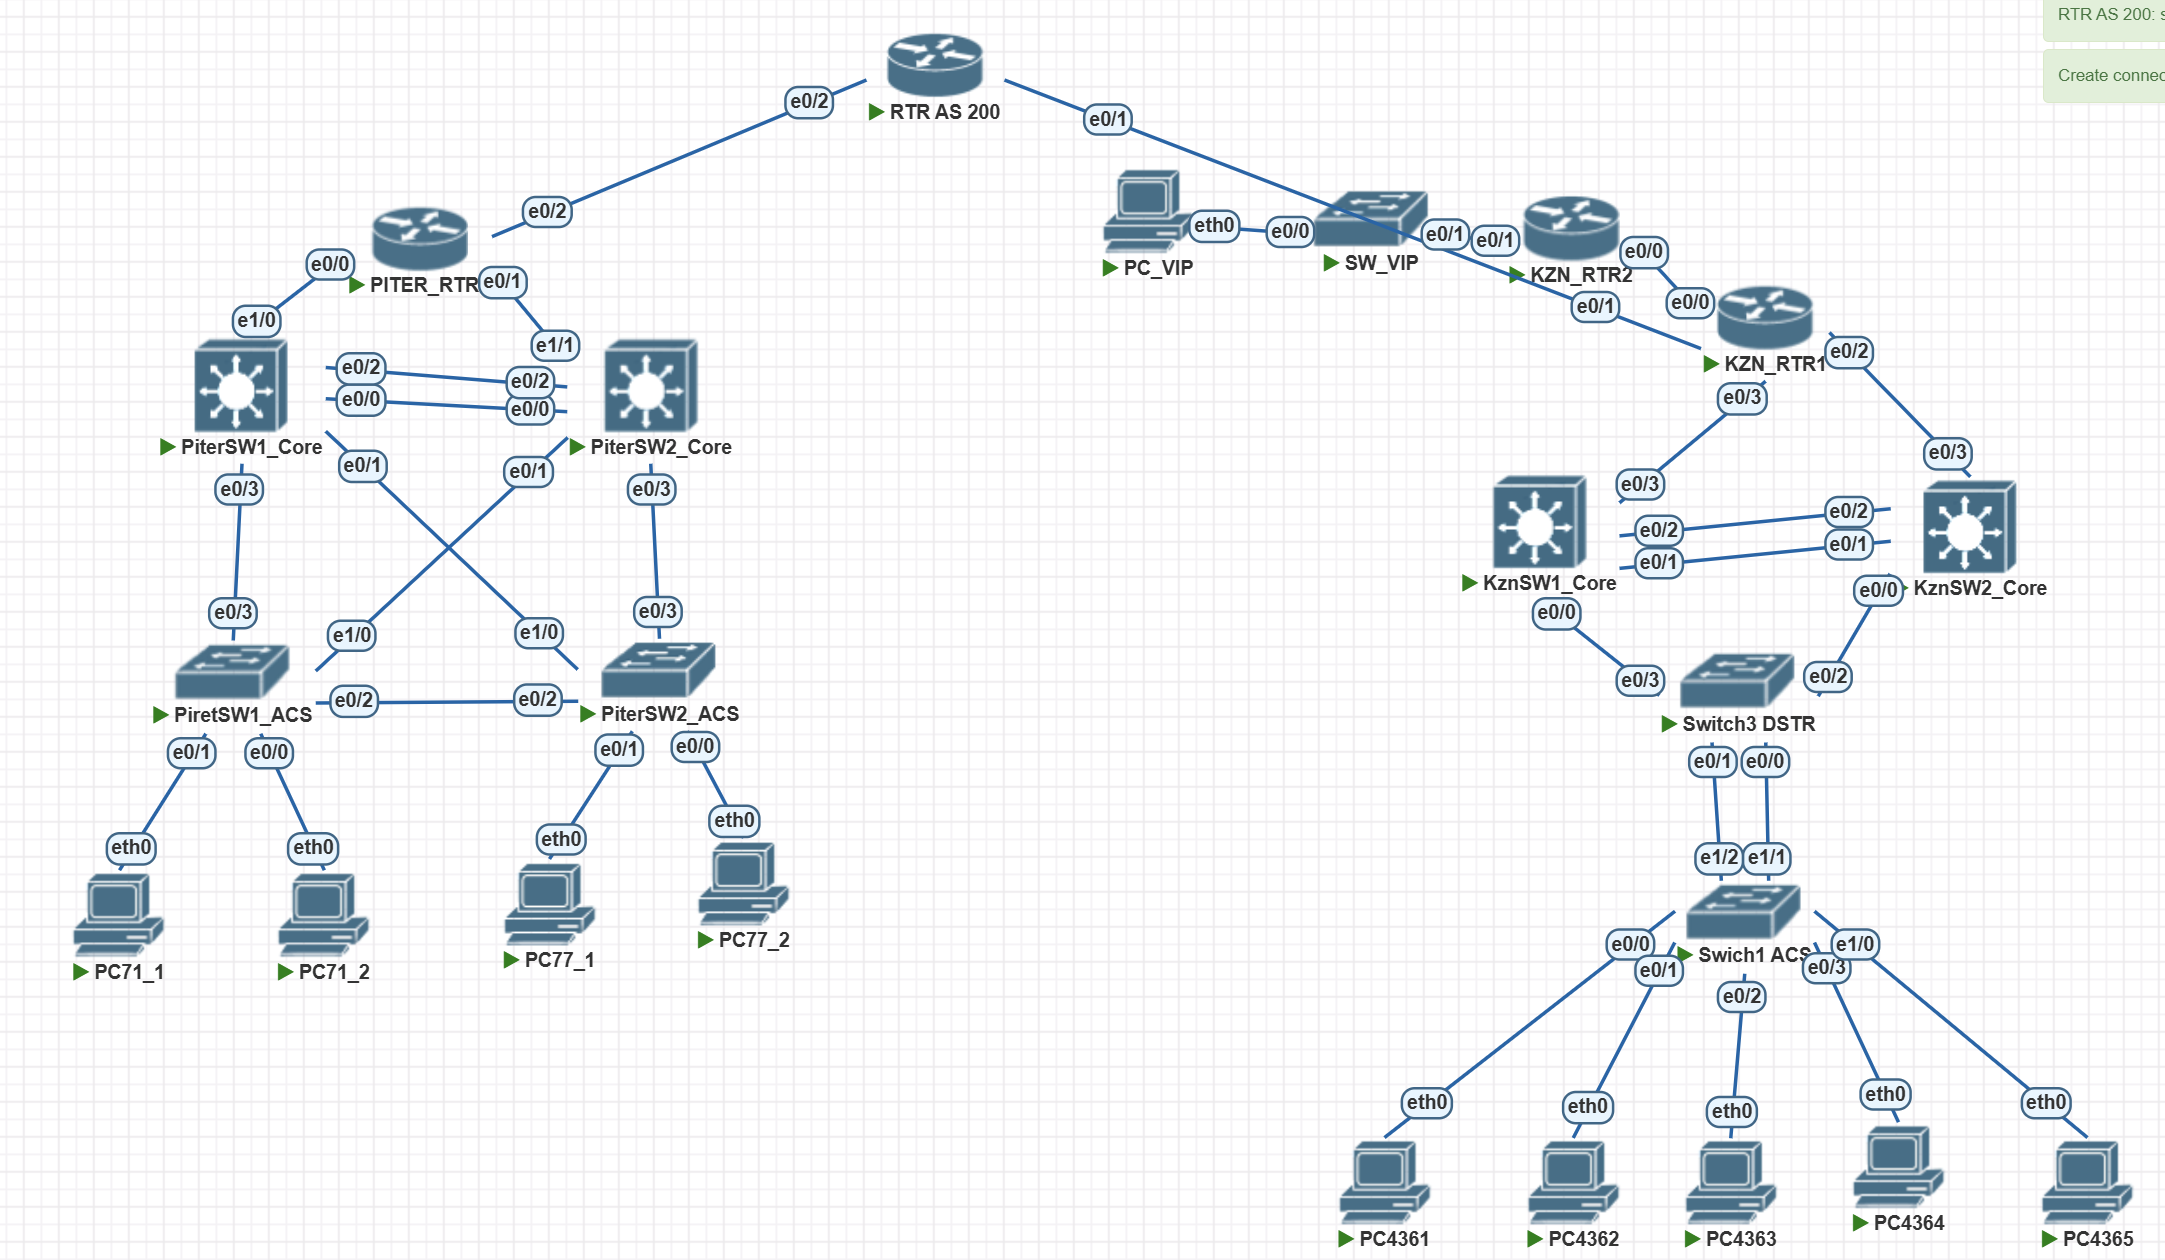 RTR AS 200: s
Create connec
e0/2
RTR AS 200
e0/1
e0/2
PC_VIP
eth0
e0/0
SW_VIP
e0/1
e0/1
KZN_RTR2
e0/0
e0/0
e0/1
KZN_RTR1
e0/2
e0/3
e0/0
PITER_RTR
e0/1
e1/0
e1/1
e0/2
e0/2
e0/0
e0/0
PiterSW1_Core
PiterSW2_Core
e0/1
e0/1
e0/3
e0/3
e0/3
e0/3
e1/0
e1/0
e0/2
e0/2
PiretSW1_ACS
PiterSW2_ACS
e0/1
e0/0
e0/1
e0/0
eth0
eth0
eth0
eth0
PC71_1
PC71_2
PC77_1
PC77_2
e0/3
e0/3
e0/2
e0/2
e0/1
e0/1
KznSW1_Core
KznSW2_Core
e0/0
e0/0
e0/3
e0/2
Switch3 DSTR
e0/1
e0/0
e1/2
e1/1
Swich1 ACS
e0/0
e0/1
e0/2
e0/3
e1/0
eth0
eth0
eth0
eth0
eth0
PC4361
PC4362
PC4363
PC4364
PC4365